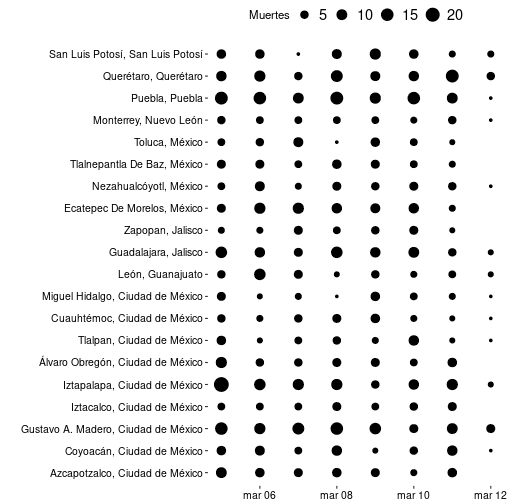 Muertes 5 10 15 20
San Luis Potosí, San Luis Potosí
Querétaro, Querétaro
Puebla, Puebla
Monterrey, Nuevo León
Toluca, México
Tlalnepantla De Baz, México
Nezahualcóyotl, México
Ecatepec De Morelos, México
Zapopan, Jalisco
Guadalajara, Jalisco
León, Guanajuato
Miguel Hidalgo, Ciudad de México
Cuauhtémoc, Ciudad de México
Tlalpan, Ciudad de México
Álvaro Obregón, Ciudad de México
Iztapalapa, Ciudad de México
Iztacalco, Ciudad de México
Gustavo A. Madero, Ciudad de México
Coyoacán, Ciudad de México
Azcapotzalco, Ciudad de México
mar 06 mar 08 mar 10 mar 12